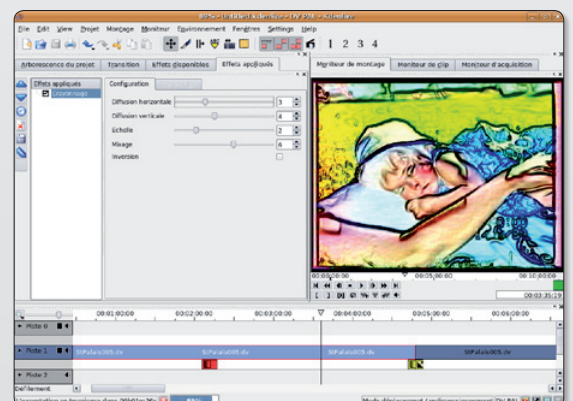 File Edit View Projet Montage Moniteur Environnement Fenêtres Settings Help
1 2 3 4
Arborescence du projet Transition Effets disponibles Effets appliqués
Moniteur de montage Moniteur de clip Moniteur d'acquisition
Effets appliqués
Configuration
Diffusion horizontale 3
Diffusion verticale 4
Echelle 2
Mixage 6
Inversion
00:00:00:00 00:05:00:00 00:10:00:00
00:03:35:19
00:01:00:00 00:02:00:00 00:03:00:00 00:04:00:00 00:05:00:00 00:06:00:00
Piste 0
Piste 1 StPalais005.dv StPalais005.dv StPalais005.dv StPalais005.dv
Piste 2
Défilement